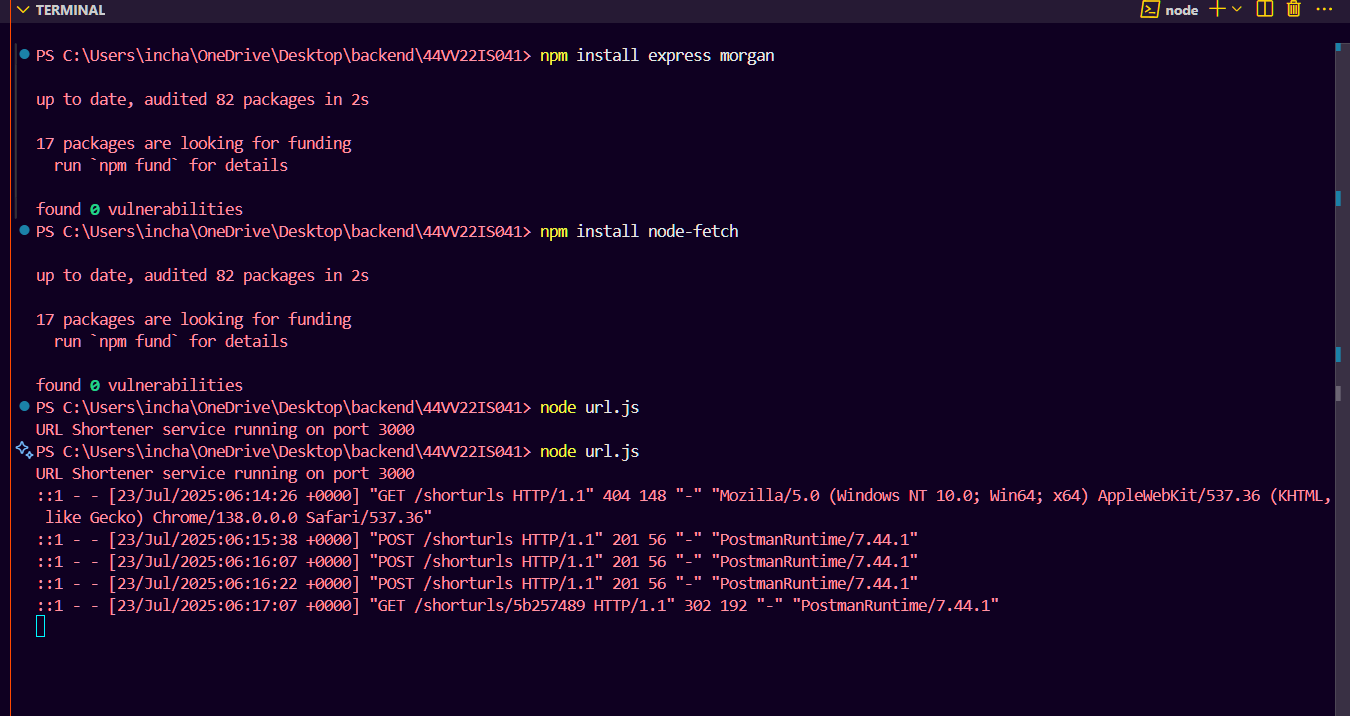 TERMINAL
node
PS C:\Users\incha\OneDrive\Desktop\backend\44VV22IS041> npm install express morgan
up to date, audited 82 packages in 2s
17 packages are looking for funding
  run `npm fund` for details
found 0 vulnerabilities
PS C:\Users\incha\OneDrive\Desktop\backend\44VV22IS041> npm install node-fetch
up to date, audited 82 packages in 2s
17 packages are looking for funding
  run `npm fund` for details
found 0 vulnerabilities
PS C:\Users\incha\OneDrive\Desktop\backend\44VV22IS041> node url.js
URL Shortener service running on port 3000
PS C:\Users\incha\OneDrive\Desktop\backend\44VV22IS041> node url.js
URL Shortener service running on port 3000
::1 - - [23/Jul/2025:06:14:26 +0000] "GET /shorturls HTTP/1.1" 404 148 "-" "Mozilla/5.0 (Windows NT 10.0; Win64; x64) AppleWebKit/537.36 (KHTML,
 like Gecko) Chrome/138.0.0.0 Safari/537.36"
::1 - - [23/Jul/2025:06:15:38 +0000] "POST /shorturls HTTP/1.1" 201 56 "-" "PostmanRuntime/7.44.1"
::1 - - [23/Jul/2025:06:16:07 +0000] "POST /shorturls HTTP/1.1" 201 56 "-" "PostmanRuntime/7.44.1"
::1 - - [23/Jul/2025:06:16:22 +0000] "POST /shorturls HTTP/1.1" 201 56 "-" "PostmanRuntime/7.44.1"
::1 - - [23/Jul/2025:06:17:07 +0000] "GET /shorturls/5b257489 HTTP/1.1" 302 192 "-" "PostmanRuntime/7.44.1"